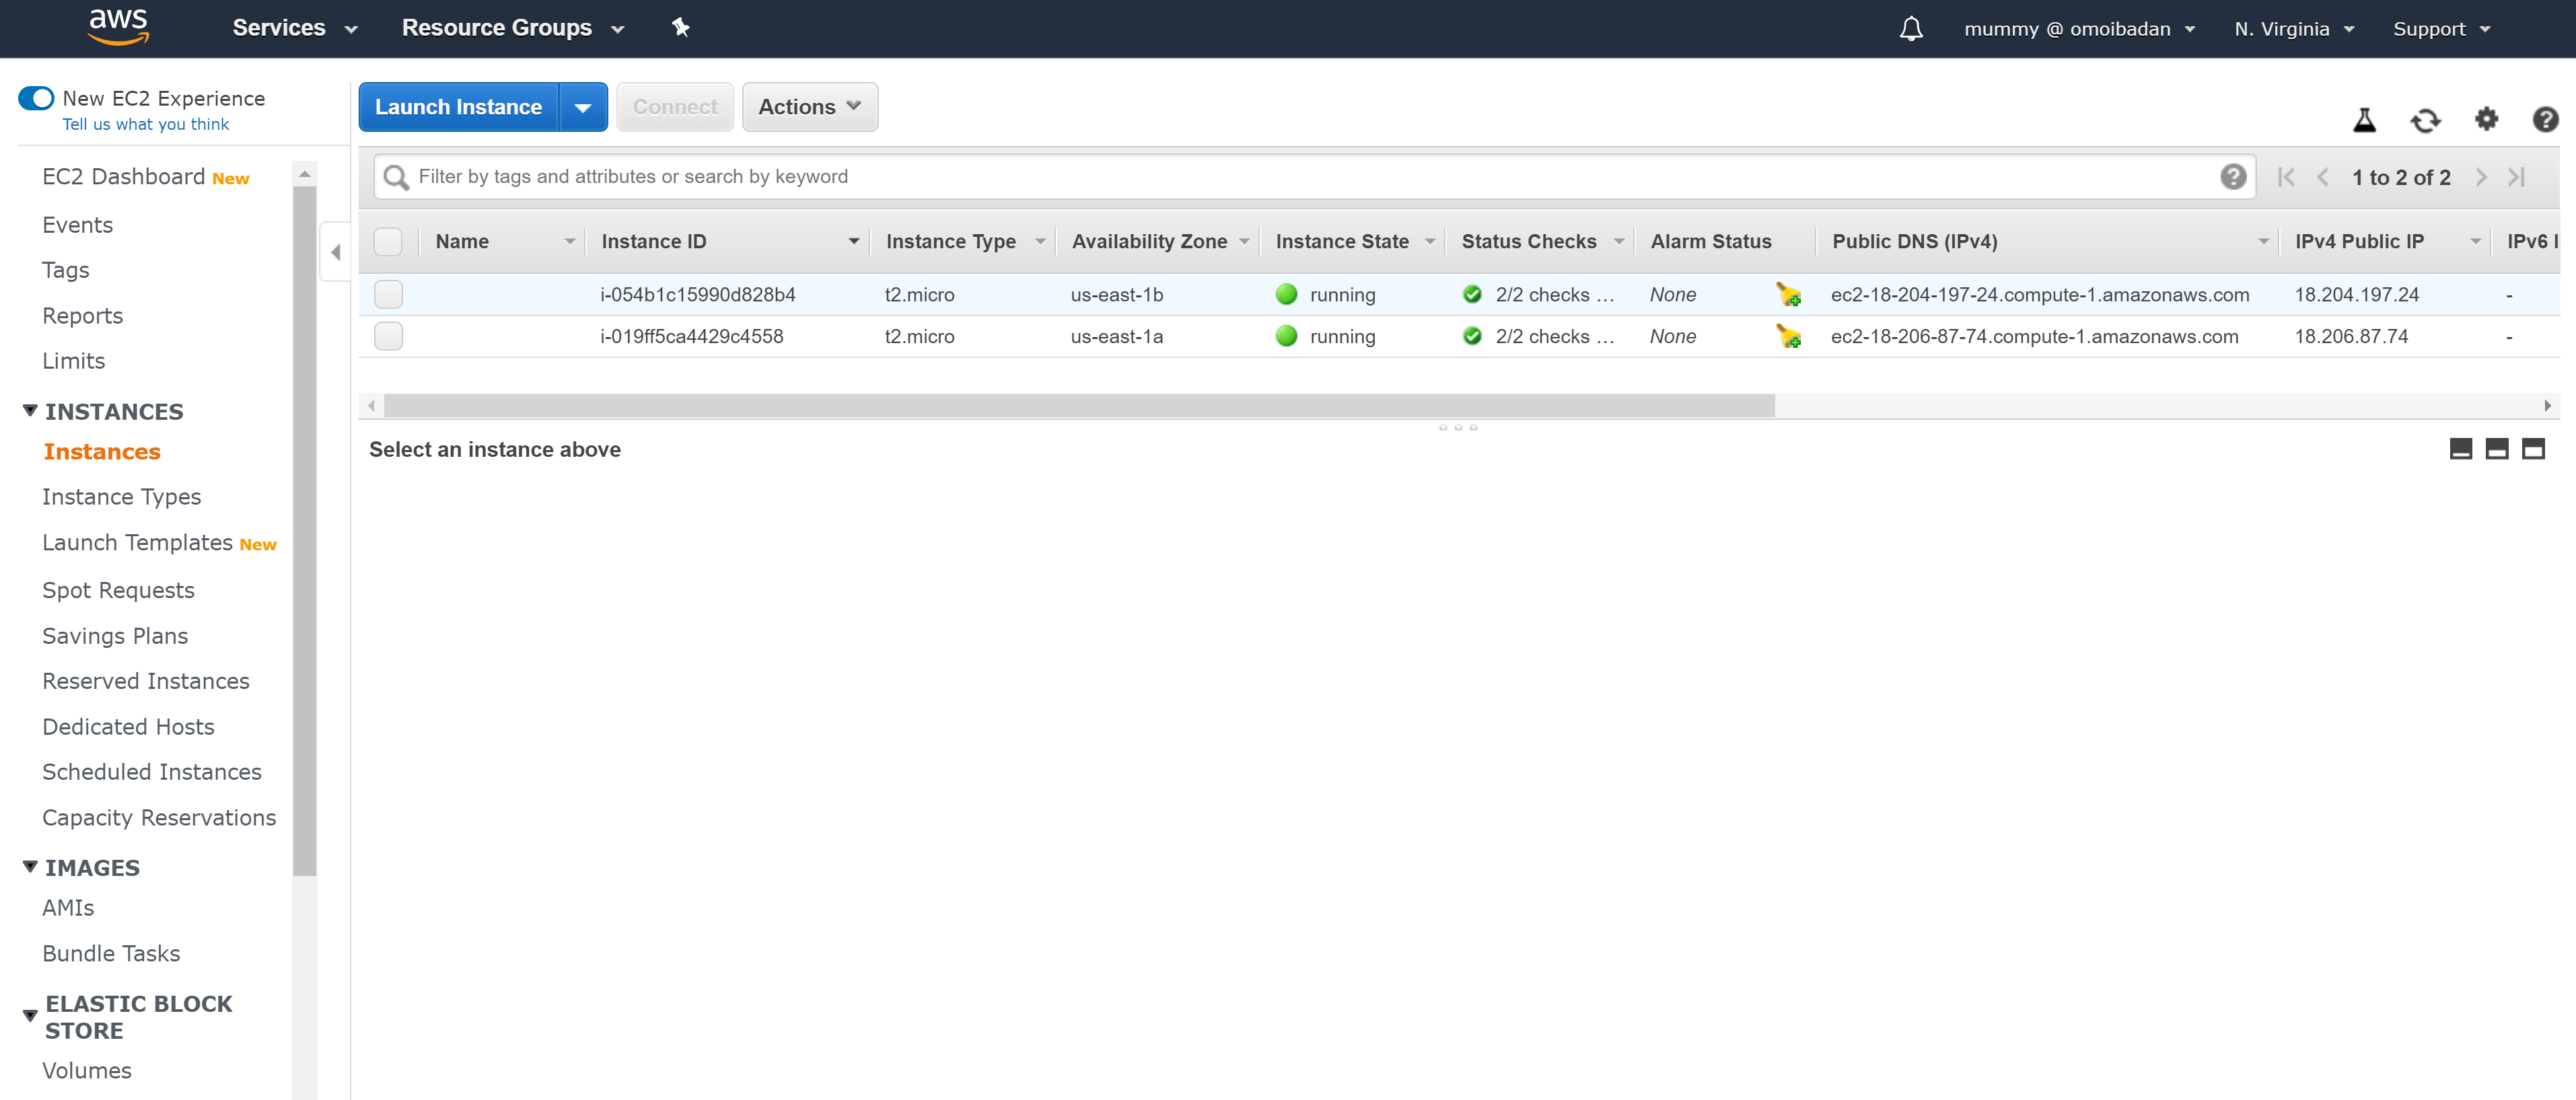 aws
Services
Resource Groups
mummy @ omoibadan
N. Virginia
Support
New EC2 Experience
Tell us what you think
EC2 Dashboard New
Events
Tags
Reports
Limits
INSTANCES
Instances
Instance Types
Launch Templates New
Spot Requests
Savings Plans
Reserved Instances
Dedicated Hosts
Scheduled Instances
Capacity Reservations
IMAGES
AMIs
Bundle Tasks
ELASTIC BLOCK
STORE
Volumes
Launch Instance
Connect
Actions
Filter by tags and attributes or search by keyword
1 to 2 of 2
Name Instance ID Instance Type Availability Zone Instance State Status Checks Alarm Status Public DNS (IPv4) IPv4 Public IP IPv6 I
i-054b1c15990d828b4 t2.micro us-east-1b running 2/2 checks ... None ec2-18-204-197-24.compute-1.amazonaws.com 18.204.197.24 -
i-019ff5ca4429c4558 t2.micro us-east-1a running 2/2 checks ... None ec2-18-206-87-74.compute-1.amazonaws.com 18.206.87.74 -
Select an instance above